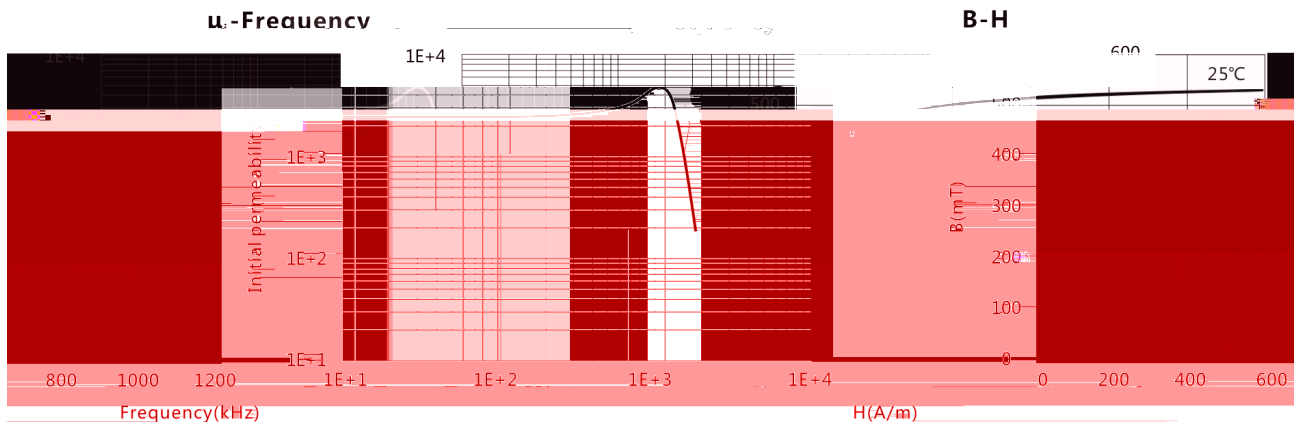 μᵢ-Frequency
B-H
1E+4
1E+4
600
25℃
500
Initial permeability
1E+3
1E+2
1E+1
B(mT)
400
300
200
100
0
800 1000 1200 1E+1 1E+2 1E+3 1E+4 0 200 400 600
Frequency(kHz)
H(A/m)